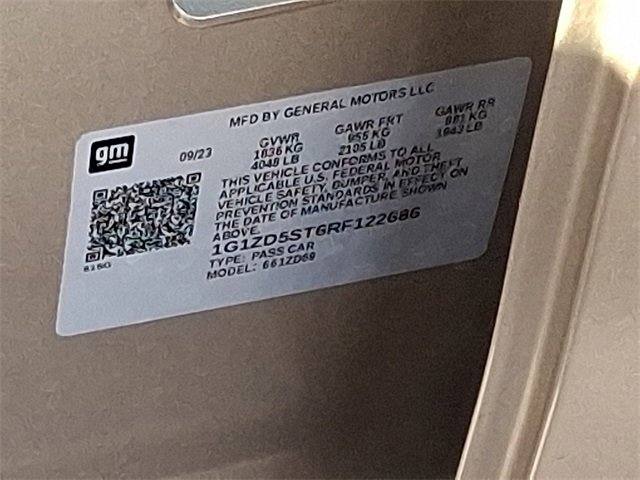 MFD BY GENERAL MOTORS LLC
gm
09/23
GVWR GAWR FRT GAWR RR
1836 KG 955 KG 881 KG
4048 LB 2105 LB 1943 LB
THIS VEHICLE CONFORMS TO ALL
APPLICABLE U.S. FEDERAL MOTOR
VEHICLE SAFETY, BUMPER, AND THEFT
PREVENTION STANDARDS IN EFFECT ON
THE DATE OF MANUFACTURE SHOWN
ABOVE.
1G1ZD5ST6RF122686
TYPE: PASS CAR
MODEL: 661ZD69